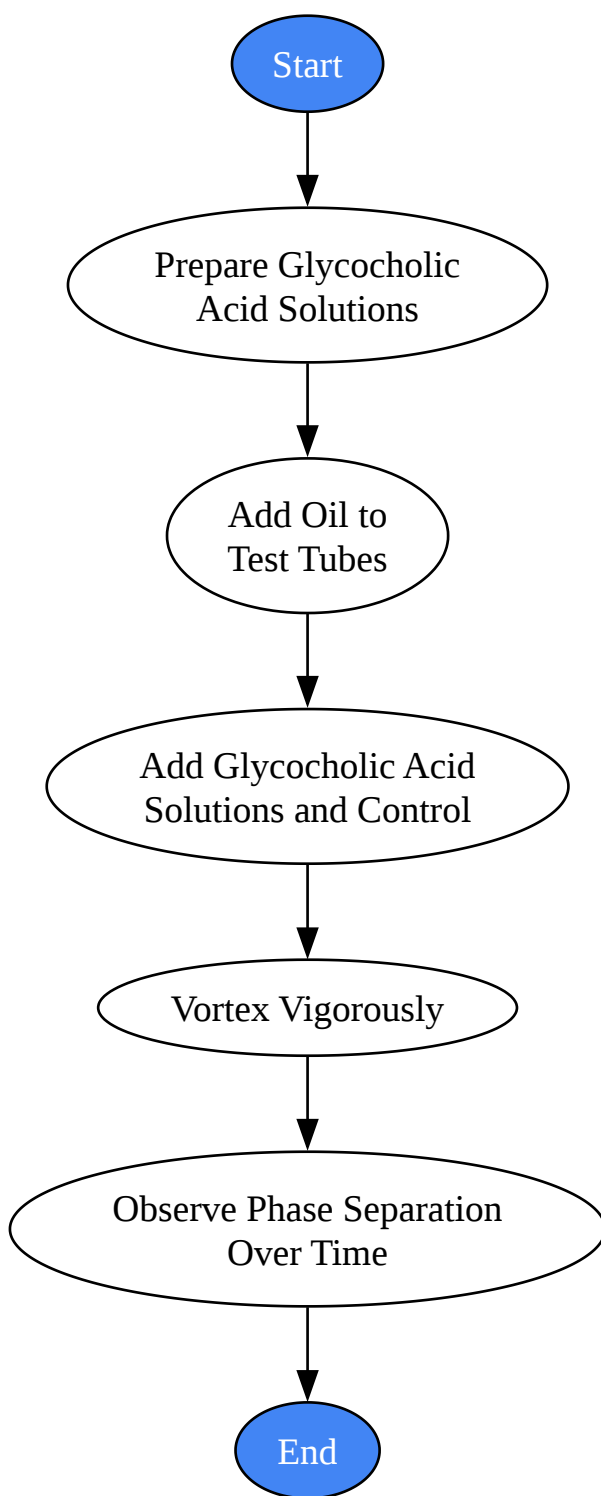 Start
Prepare Glycocholic
Acid Solutions
Add Oil to
Test Tubes
Add Glycocholic Acid
Solutions and Control
Vortex Vigorously
Observe Phase Separation
Over Time
End